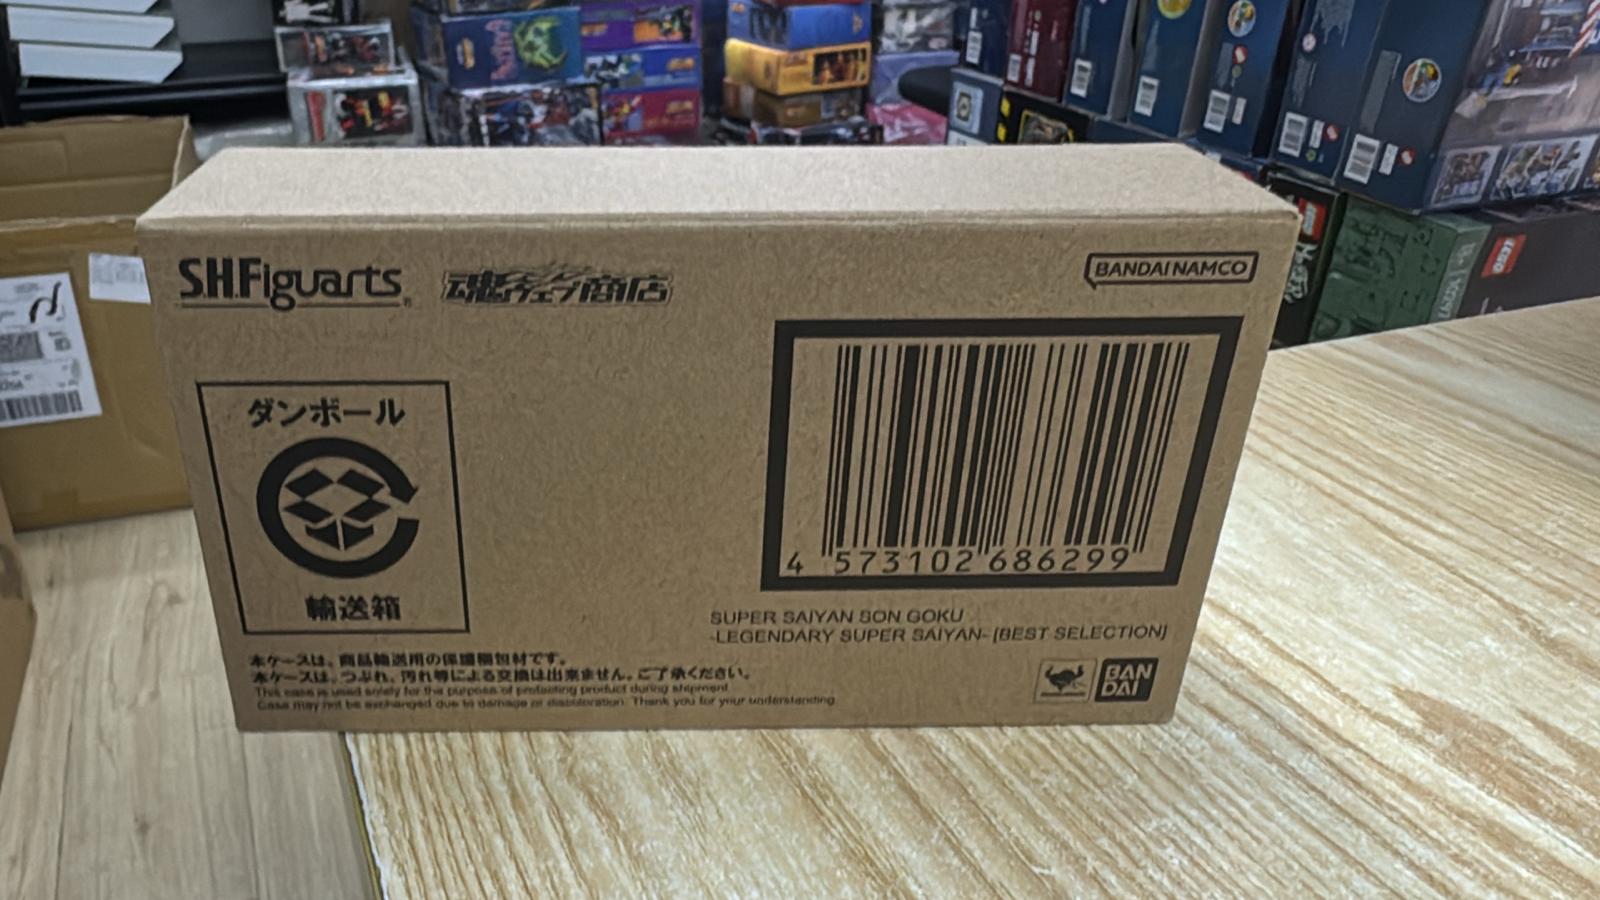 S.H.Figuarts
魂ウェブ商店
BANDAI NAMCO
ダンボール
輸送箱
4 573102 686299
SUPER SAIYAN SON GOKU
-LEGENDARY SUPER SAIYAN- [BEST SELECTION]
本ケースは、商品輸送用の保護梱包材です。
本ケースは、つぶれ、汚れ等による交換は出来ません。ご了承ください。
This case is used solely for the purpose of protecting product during shipment.
Case may not be exchanged due to damage or discoloration. Thank you for your understanding.
BAN
DAI